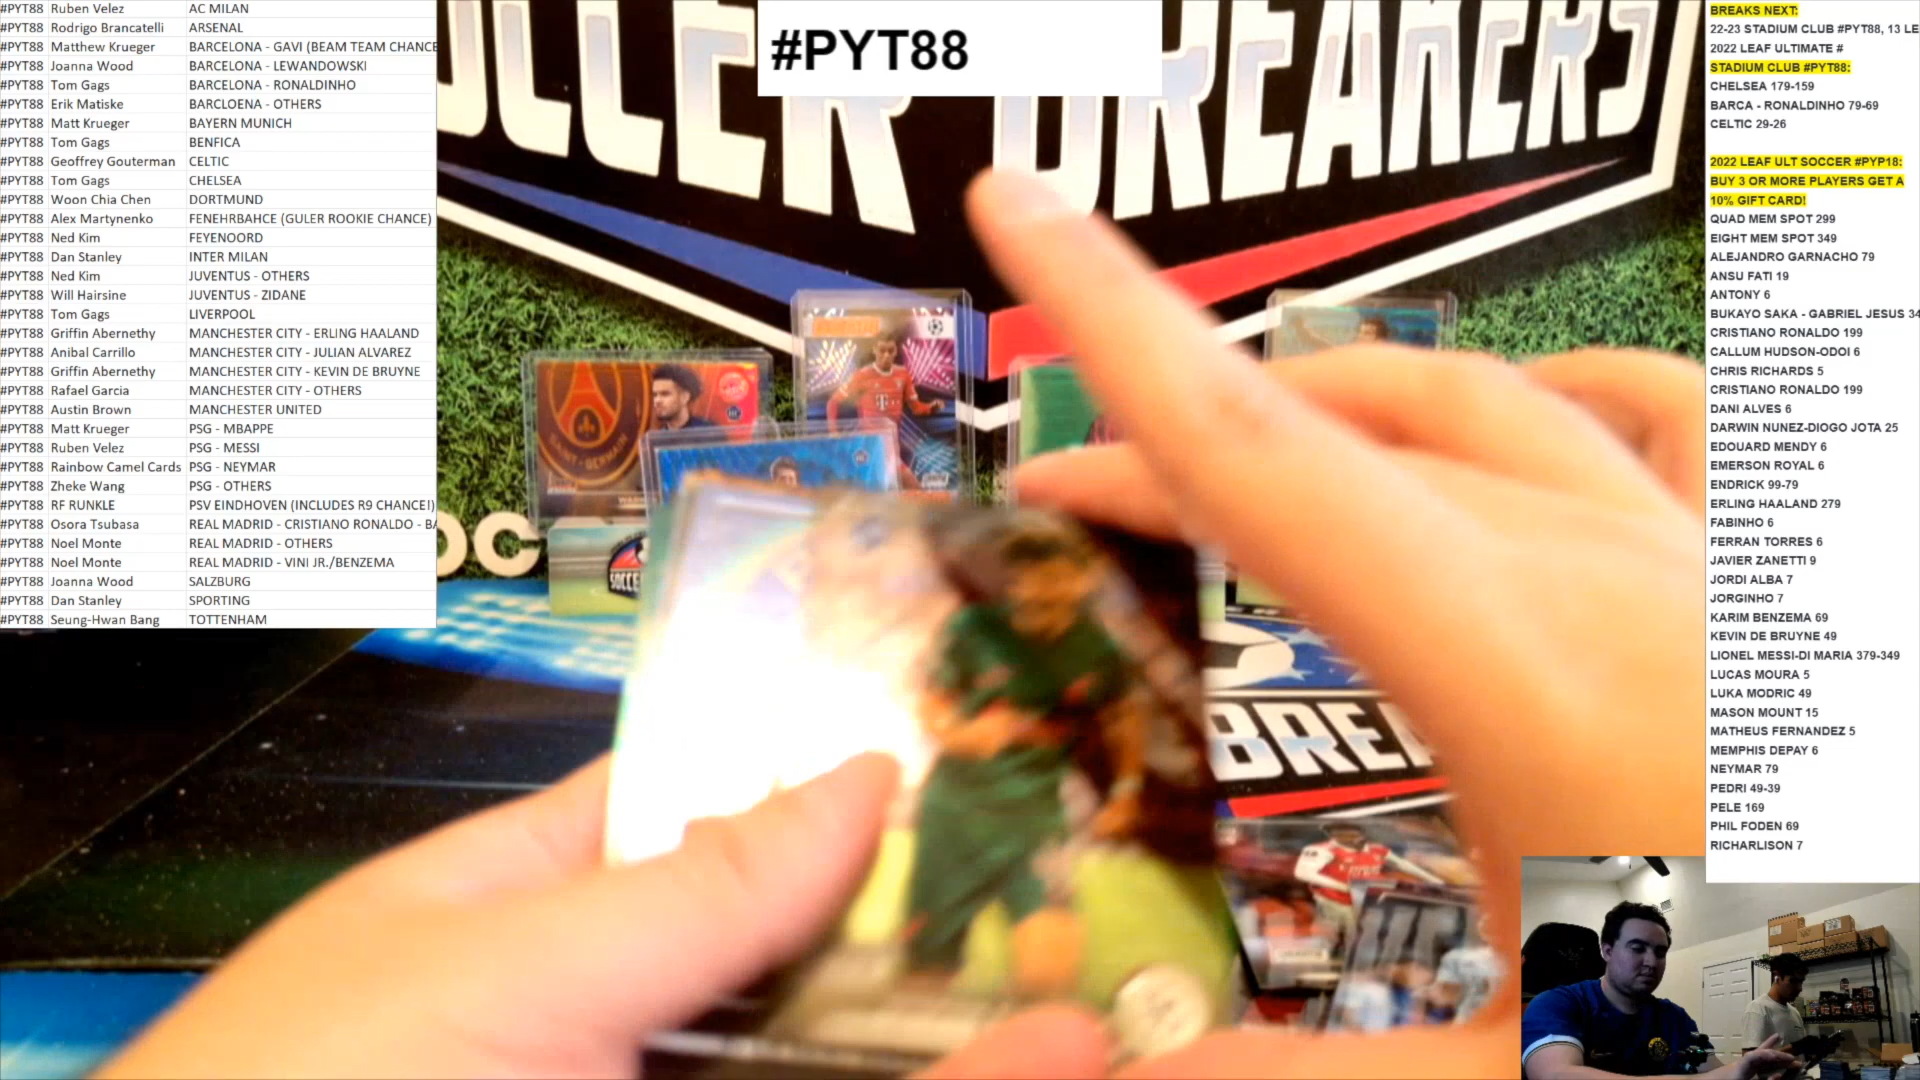 #PYT88 Ruben Velez AC MILAN
#PYT88 Rodrigo Brancatelli ARSENAL
#PYT88 Matthew Krueger BARCELONA - GAVI (BEAM TEAM CHANCE
#PYT88 Joanna Wood BARCELONA - LEWANDOWSKI
#PYT88 Tom Gags BARCELONA - RONALDINHO
#PYT88 Erik Matiske BARCLOENA - OTHERS
#PYT88 Matt Krueger BAYERN MUNICH
#PYT88 Tom Gags BENFICA
#PYT88 Geoffrey Gouterman CELTIC
#PYT88 Tom Gags CHELSEA
#PYT88 Woon Chia Chen DORTMUND
#PYT88 Alex Martynenko FENEHRBAHCE (GULER ROOKIE CHANCE)
#PYT88 Ned Kim FEYENOORD
#PYT88 Dan Stanley INTER MILAN
#PYT88 Ned Kim JUVENTUS - OTHERS
#PYT88 Will Hairsine JUVENTUS - ZIDANE
#PYT88 Tom Gags LIVERPOOL
#PYT88 Griffin Abernethy MANCHESTER CITY - ERLING HAALAND
#PYT88 Anibal Carrillo MANCHESTER CITY - JULIAN ALVAREZ
#PYT88 Griffin Abernethy MANCHESTER CITY - KEVIN DE BRUYNE
#PYT88 Rafael Garcia MANCHESTER CITY - OTHERS
#PYT88 Austin Brown MANCHESTER UNITED
#PYT88 Matt Krueger PSG - MBAPPE
#PYT88 Ruben Velez PSG - MESSI
#PYT88 Rainbow Camel Cards PSG - NEYMAR
#PYT88 Zheke Wang PSG - OTHERS
#PYT88 RF RUNKLE PSV EINDHOVEN (INCLUDES R9 CHANCE!)
#PYT88 Osora Tsubasa REAL MADRID - CRISTIANO RONALDO - BA
#PYT88 Noel Monte REAL MADRID - OTHERS
#PYT88 Noel Monte REAL MADRID - VINI JR./BENZEMA
#PYT88 Joanna Wood SALZBURG
#PYT88 Dan Stanley SPORTING
#PYT88 Seung-Hwan Bang TOTTENHAM
#PYT88
BREAKERS
BREA
BREAKS NEXT:
22-23 STADIUM CLUB #PYT88, 13 LE
2022 LEAF ULTIMATE #
STADIUM CLUB #PYT88:
CHELSEA 179-159
BARCA - RONALDINHO 79-69
CELTIC 29-26
2022 LEAF ULT SOCCER #PYP18:
BUY 3 OR MORE PLAYERS GET A
10% GIFT CARD!
QUAD MEM SPOT 299
EIGHT MEM SPOT 349
ALEJANDRO GARNACHO 79
ANSU FATI 19
ANTONY 6
BUKAYO SAKA - GABRIEL JESUS 34
CRISTIANO RONALDO 199
CALLUM HUDSON-ODOI 6
CHRIS RICHARDS 5
CRISTIANO RONALDO 199
DANI ALVES 6
DARWIN NUNEZ-DIOGO JOTA 25
EDOUARD MENDY 6
EMERSON ROYAL 6
ENDRICK 99-79
ERLING HAALAND 279
FABINHO 6
FERRAN TORRES 6
JAVIER ZANETTI 9
JORDI ALBA 7
JORGINHO 7
KARIM BENZEMA 69
KEVIN DE BRUYNE 49
LIONEL MESSI-DI MARIA 379-349
LUCAS MOURA 5
LUKA MODRIC 49
MASON MOUNT 15
MATHEUS FERNANDEZ 5
MEMPHIS DEPAY 6
NEYMAR 79
PEDRI 49-39
PELE 169
PHIL FODEN 69
RICHARLISON 7